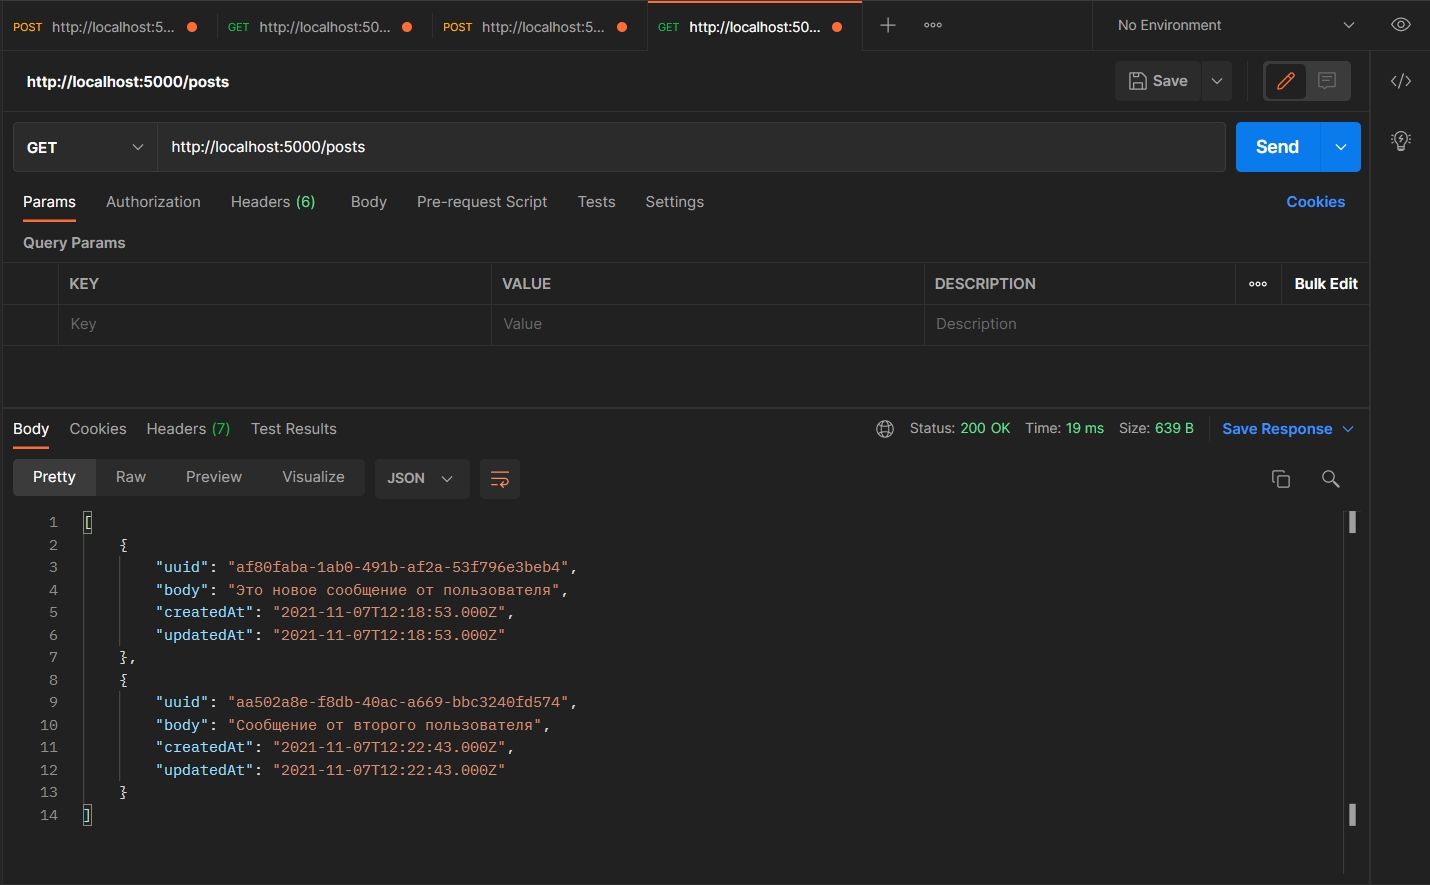 POST http://localhost:5... GET http://localhost:50... POST http://localhost:5... GET http://localhost:50... No Environment
http://localhost:5000/posts Save
GET http://localhost:5000/posts Send
Params Authorization Headers (6) Body Pre-request Script Tests Settings Cookies
Query Params
KEY VALUE DESCRIPTION Bulk Edit
Key Value Description
Body Cookies Headers (7) Test Results Status: 200 OK Time: 19 ms Size: 639 B Save Response
Pretty Raw Preview Visualize JSON
1 [
2 {
3 "uuid": "af80faba-1ab0-491b-af2a-53f796e3beb4",
4 "body": "Это новое сообщение от пользователя",
5 "createdAt": "2021-11-07T12:18:53.000Z",
6 "updatedAt": "2021-11-07T12:18:53.000Z"
7 },
8 {
9 "uuid": "aa502a8e-f8db-40ac-a669-bbc3240fd574",
10 "body": "Сообщение от второго пользователя",
11 "createdAt": "2021-11-07T12:22:43.000Z",
12 "updatedAt": "2021-11-07T12:22:43.000Z"
13 }
14 ]